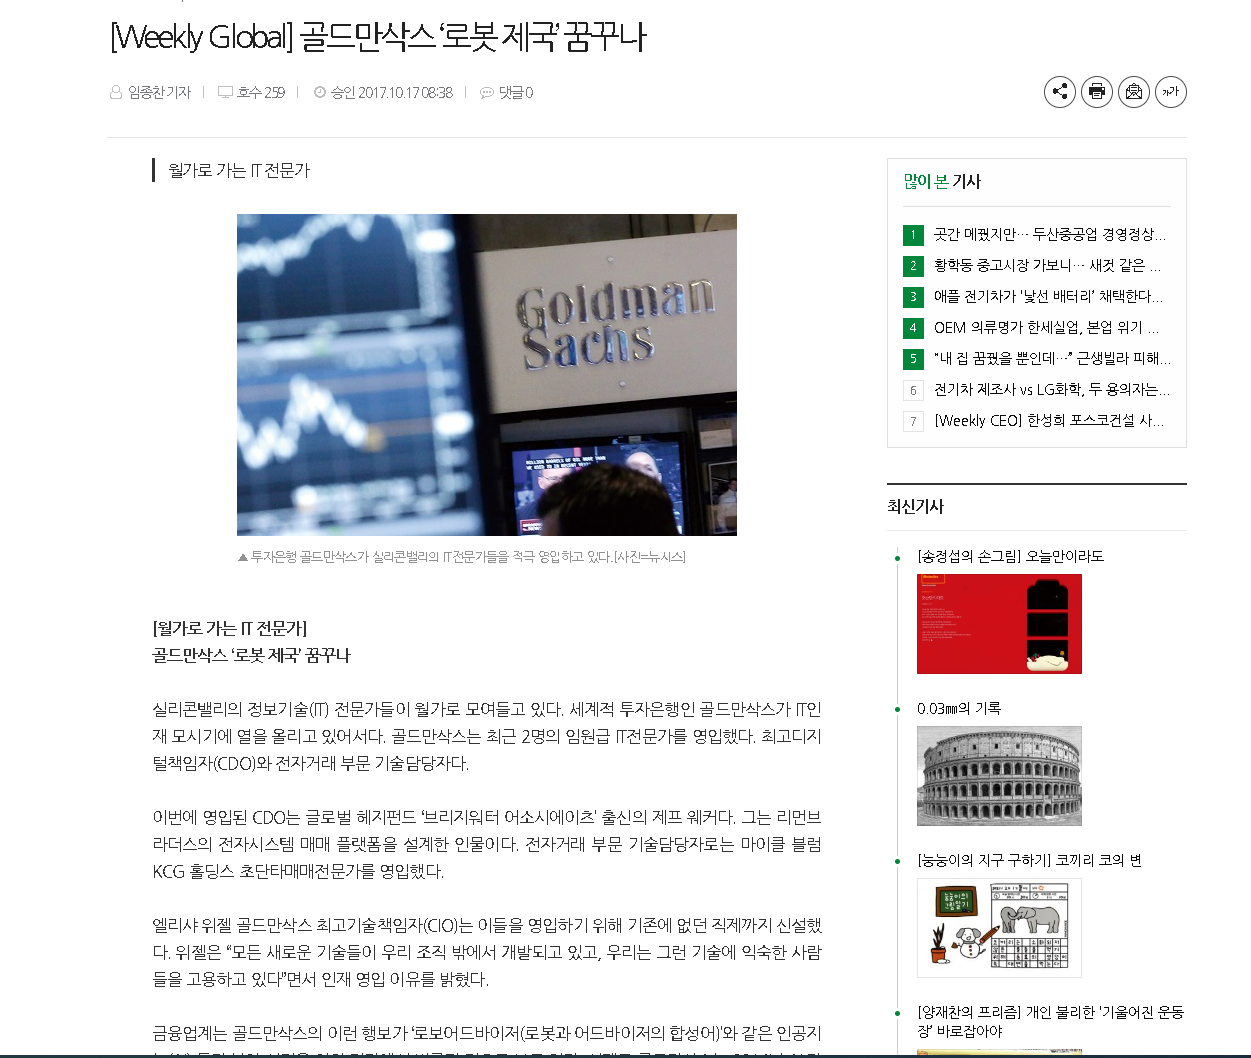 [Weekly Global] 골드만삭스 ‘로봇 제국’ 꿈꾸나
임종찬 기자
호수 259
승인 2017.10.17 08:38
댓글 0
가가
월가로 가는 IT 전문가
Goldman
Sachs
▲ 투자은행 골드만삭스가 실리콘밸리의 IT전문가들을 적극 영입하고 있다.[사진=뉴시스]
[월가로 가는 IT 전문가]
골드만삭스 ‘로봇 제국’ 꿈꾸나
실리콘밸리의 정보기술(IT) 전문가들이 월가로 모여들고 있다. 세계적 투자은행인 골드만삭스가 IT인
재 모시기에 열을 올리고 있어서다. 골드만삭스는 최근 2명의 임원급 IT전문가를 영입했다. 최고디지
털책임자(CDO)와 전자거래 부문 기술담당자다.
이번에 영입된 CDO는 글로벌 헤지펀드 ‘브리지워터 어소시에이츠’ 출신의 제프 웨커다. 그는 리먼브
라더스의 전자시스템 매매 플랫폼을 설계한 인물이다. 전자거래 부문 기술담당자로는 마이클 블럼
KCG 홀딩스 초단타매매전문가를 영입했다.
엘리샤 위젤 골드만삭스 최고기술책임자(CIO)는 이들을 영입하기 위해 기존에 없던 직제까지 신설했
다. 위젤은 “모든 새로운 기술들이 우리 조직 밖에서 개발되고 있고, 우리는 그런 기술에 익숙한 사람
들을 고용하고 있다”면서 인재 영입 이유를 밝혔다.
금융업계는 골드만삭스의 이런 행보가 ‘로보어드바이저(로봇과 어드바이저의 합성어)’와 같은 인공지
많이 본 기사
1 곳간 메꿨지만… 두산중공업 경영정상...
2 황학동 중고시장 가보니… 새것 같은 ...
3 애플 전기차가 ‘낯선 배터리’ 채택한다...
4 OEM 의류명가 한세실업, 본업 위기 ...
5 “내 집 꿈꿨을 뿐인데…” 근생빌라 피해...
6 전기차 제조사 vs LG화학, 두 용의자는...
7 [Weekly CEO] 한성희 포스코건설 사...
최신기사
[송정섭의 손그림] 오늘만이라도
0.03㎜의 기록
[눙눙이의 지구 구하기] 코끼리 코의 변
[양재찬의 프리즘] 개인 불리한 ‘기울어진 운동
장’ 바로잡아야